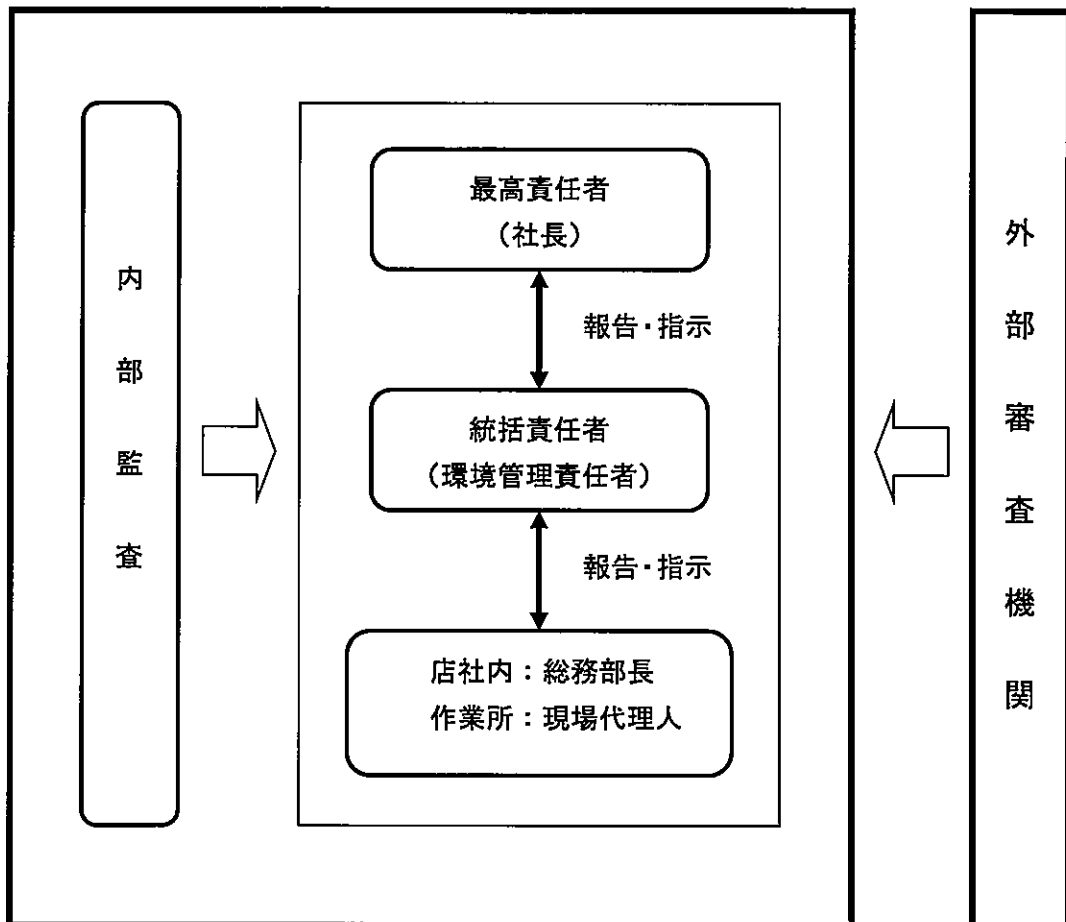 内部監査
最高責任者
（社長）
報告・指示
統括責任者
（環境管理責任者）
報告・指示
店社内：総務部長
作業所：現場代理人
外部審査機関